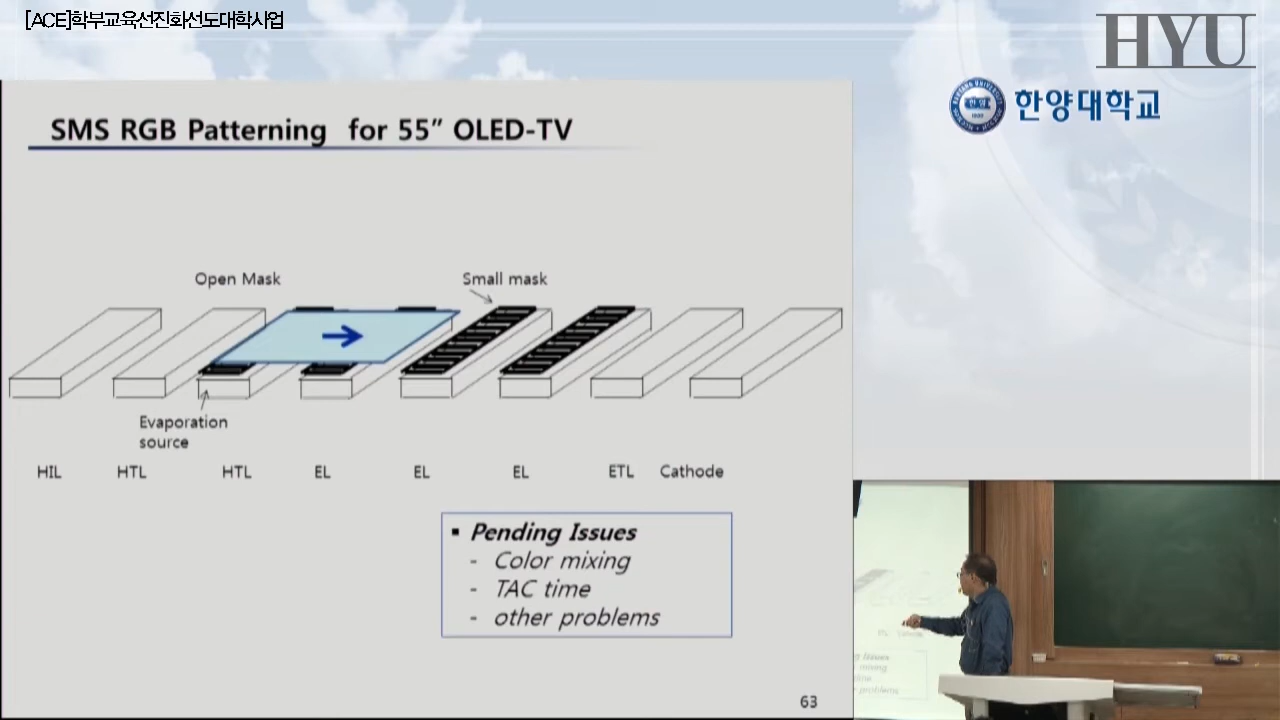 [ACE]학부교육선진화선도대학사업
HYU
한양대학교
SMS RGB Patterning for 55” OLED-TV
Open Mask
Small mask
Evaporation
source
HIL HTL HTL EL EL EL ETL Cathode
▪ Pending Issues
- Color mixing
- TAC time
- other problems
63